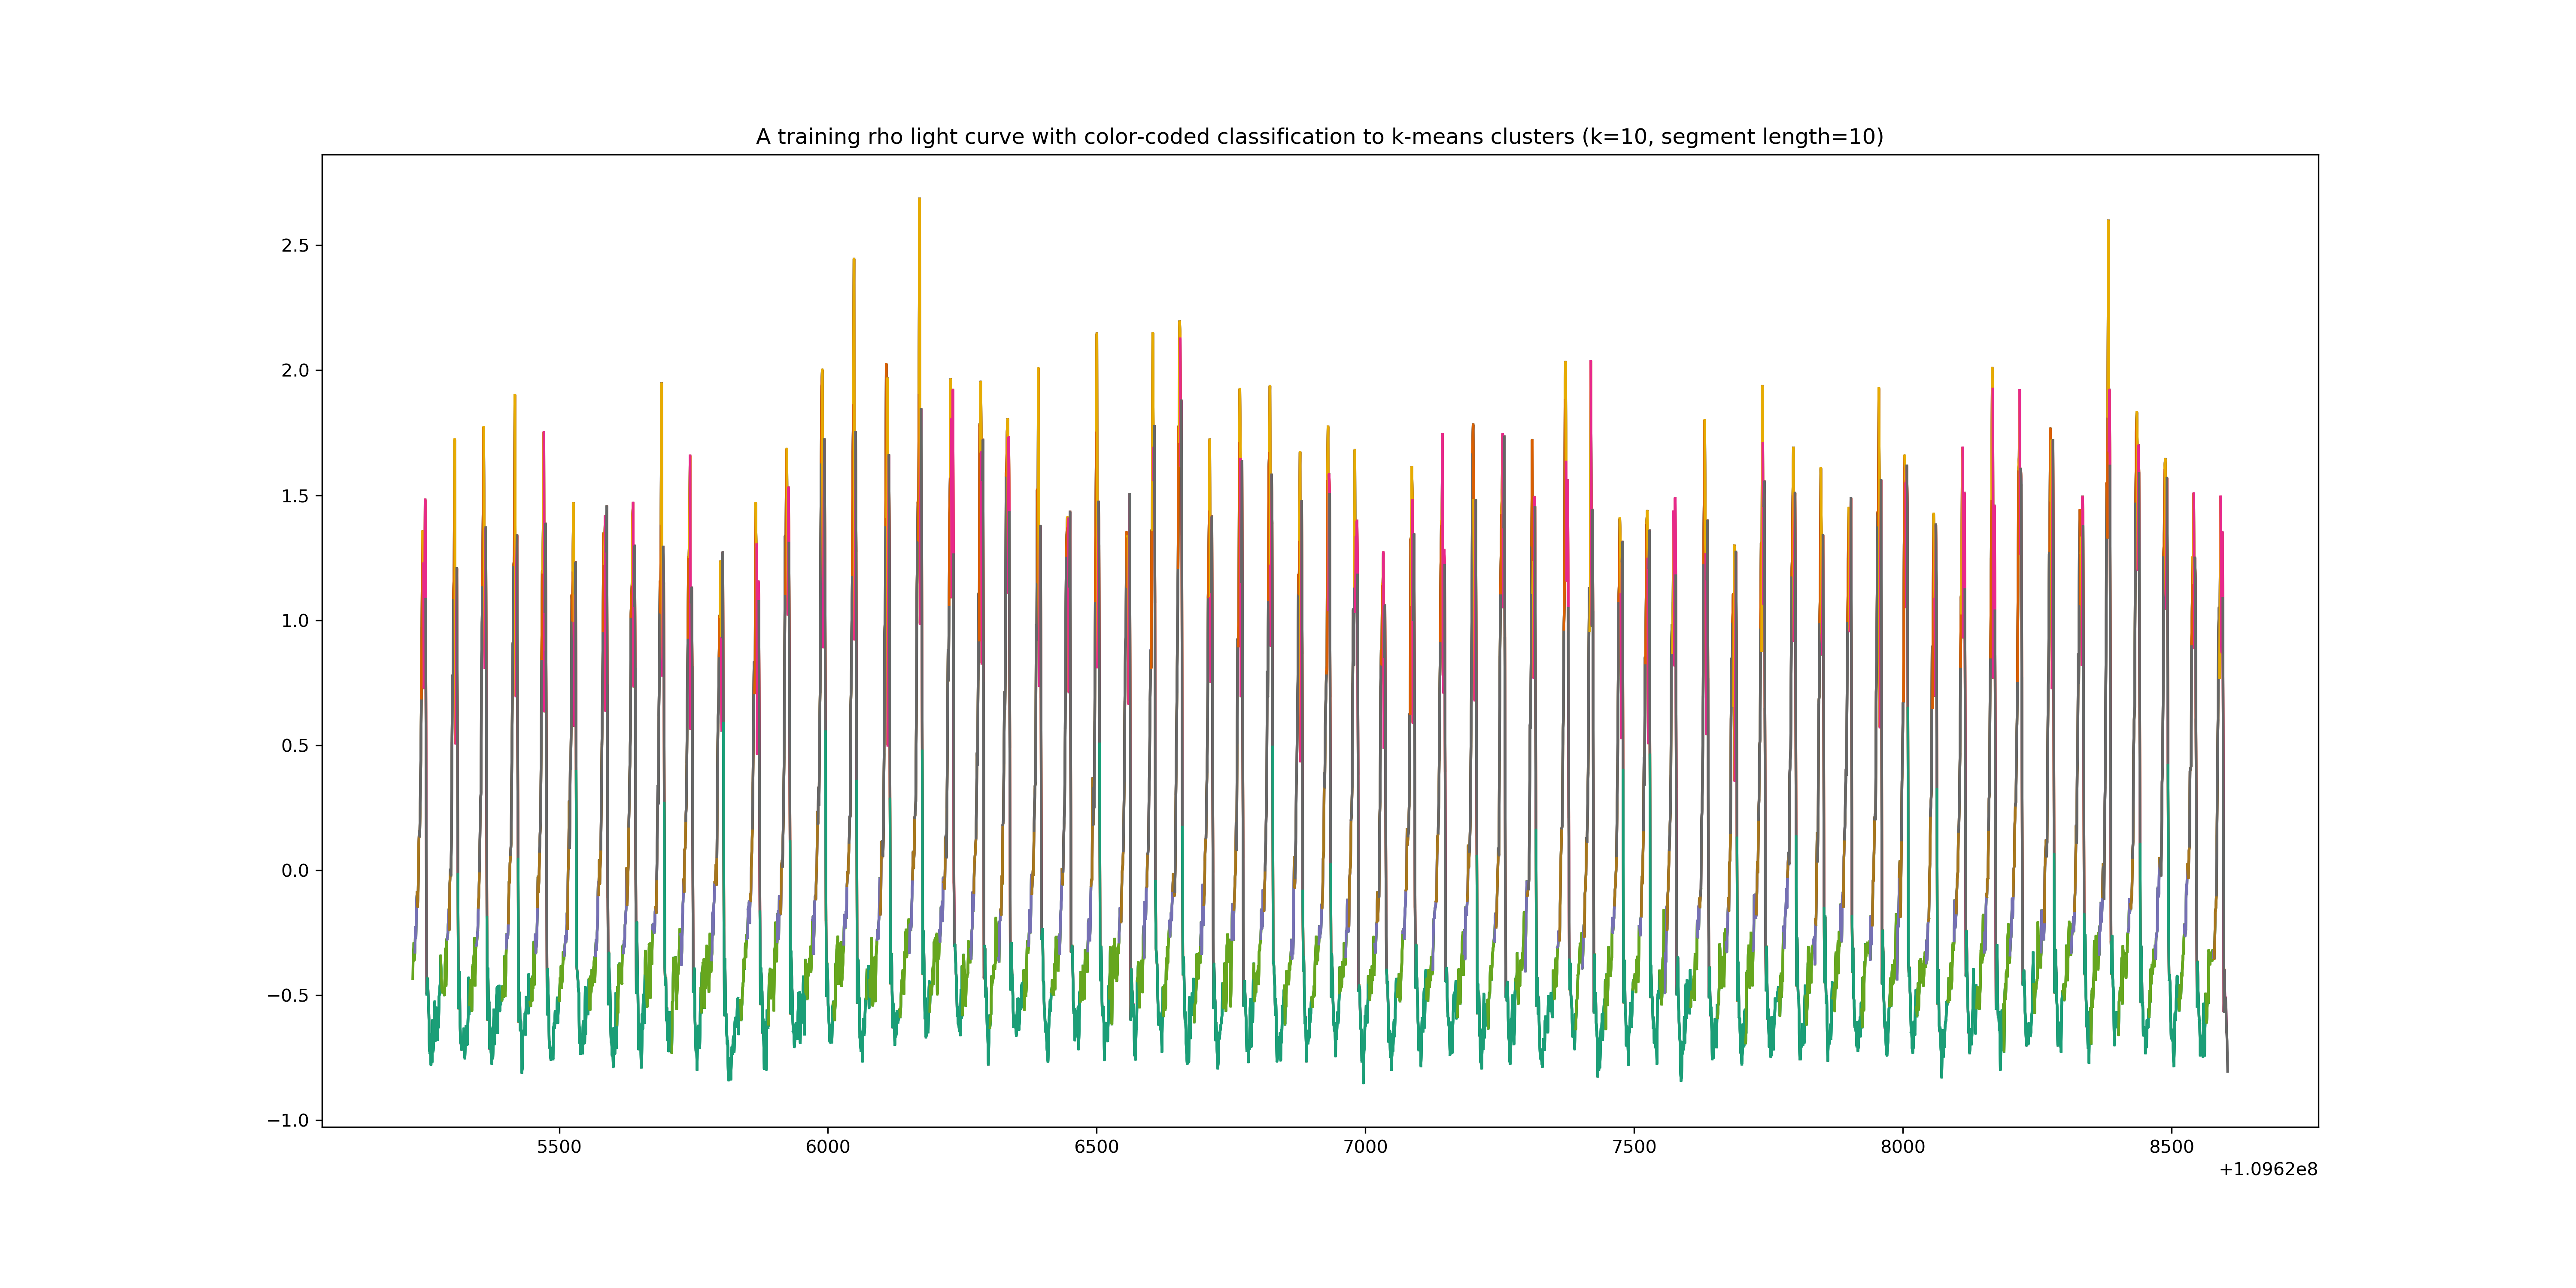 A training rho light curve with color-coded classification to k-means clusters (k=10, segment length=10)
2.5
2.0
1.5
1.0
0.5
0.0
−0.5
−1.0
5500 6000 6500 7000 7500 8000 8500
+1.0962e8